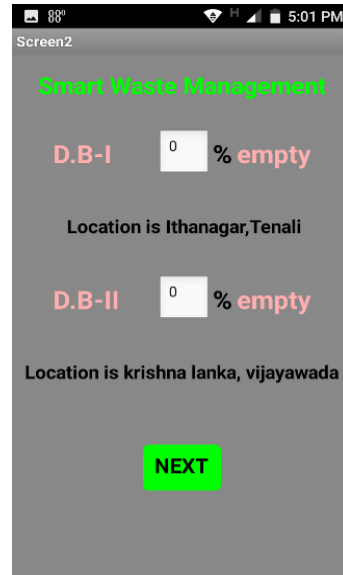 88° H 5:01 PM
Screen2
Smart Waste Management
D.B-I 0 % empty
Location is Ithanagar,Tenali
D.B-II 0 % empty
Location is krishna lanka, vijayawada
NEXT